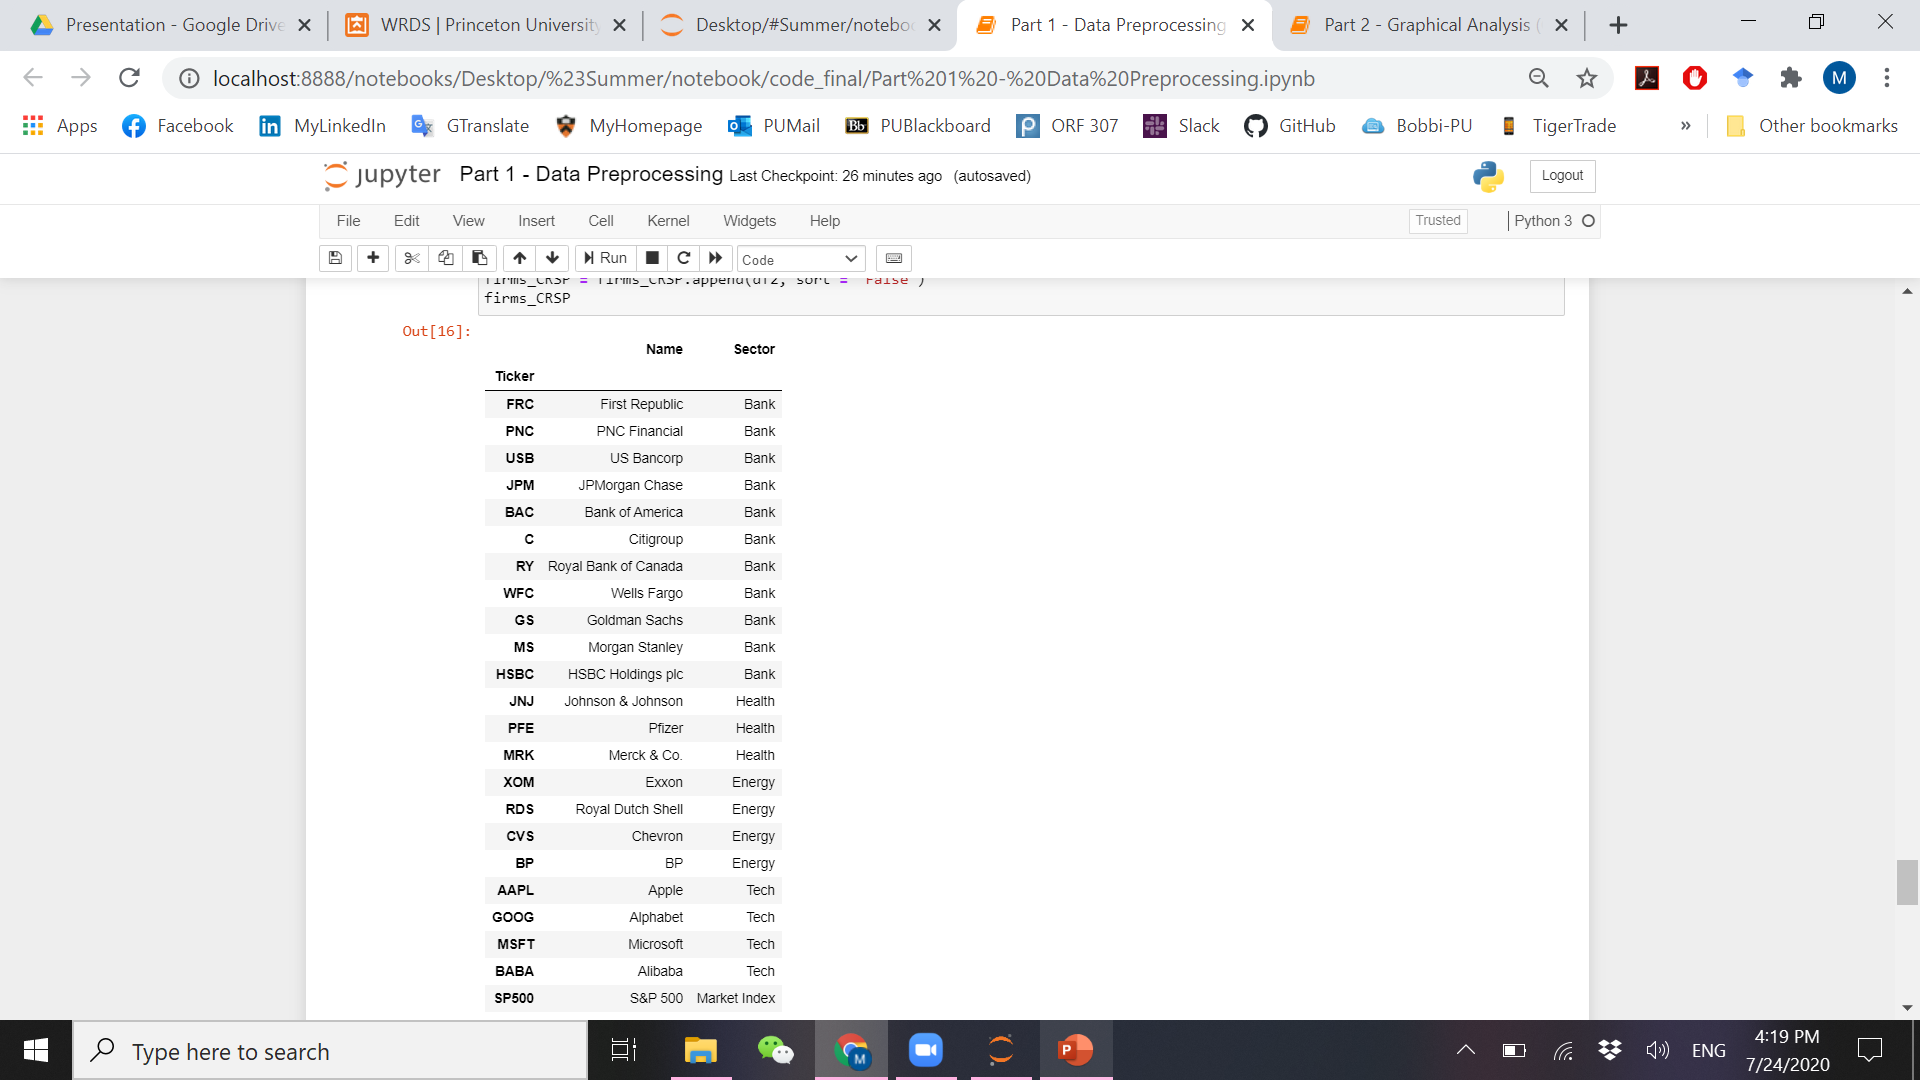 Presentation - Google Drive
WRDS | Princeton University
Desktop/#Summer/notebo
Part 1 - Data Preprocessing
Part 2 - Graphical Analysis (
localhost:8888/notebooks/Desktop/%23Summer/notebook/code_final/Part%201%20-%20Data%20Preprocessing.ipynb
M
Apps Facebook MyLinkedIn GTranslate MyHomepage PUMail PUBlackboard ORF 307 Slack GitHub Bobbi-PU TigerTrade » Other bookmarks
jupyter Part 1 - Data Preprocessing Last Checkpoint: 26 minutes ago (autosaved) Logout
File Edit View Insert Cell Kernel Widgets Help Trusted Python 3
Run Code
firms_CRSP = firms_CRSP.append(df2, sort = 'False')
firms_CRSP
Out[16]:
Name Sector
Ticker
FRC First Republic Bank
PNC PNC Financial Bank
USB US Bancorp Bank
JPM JPMorgan Chase Bank
BAC Bank of America Bank
C Citigroup Bank
RY Royal Bank of Canada Bank
WFC Wells Fargo Bank
GS Goldman Sachs Bank
MS Morgan Stanley Bank
HSBC HSBC Holdings plc Bank
JNJ Johnson & Johnson Health
PFE Pfizer Health
MRK Merck & Co. Health
XOM Exxon Energy
RDS Royal Dutch Shell Energy
CVS Chevron Energy
BP BP Energy
AAPL Apple Tech
GOOG Alphabet Tech
MSFT Microsoft Tech
BABA Alibaba Tech
SP500 S&P 500 Market Index
Type here to search
ENG
4:19 PM
7/24/2020